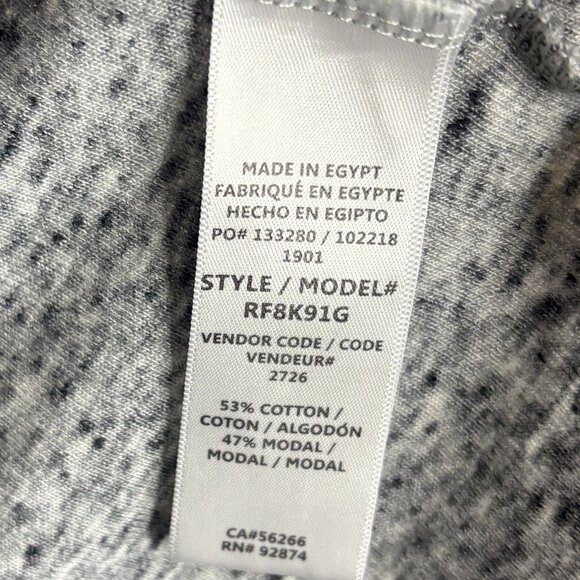 MADE IN EGYPT
FABRIQUÉ EN EGYPTE
HECHO EN EGIPTO
PO# 133280 / 102218
1901
STYLE / MODEL#
RF8K91G
VENDOR CODE / CODE
VENDEUR#
2726
53% COTTON /
COTON / ALGODÓN
47% MODAL /
MODAL / MODAL
CA#56266
RN# 92874